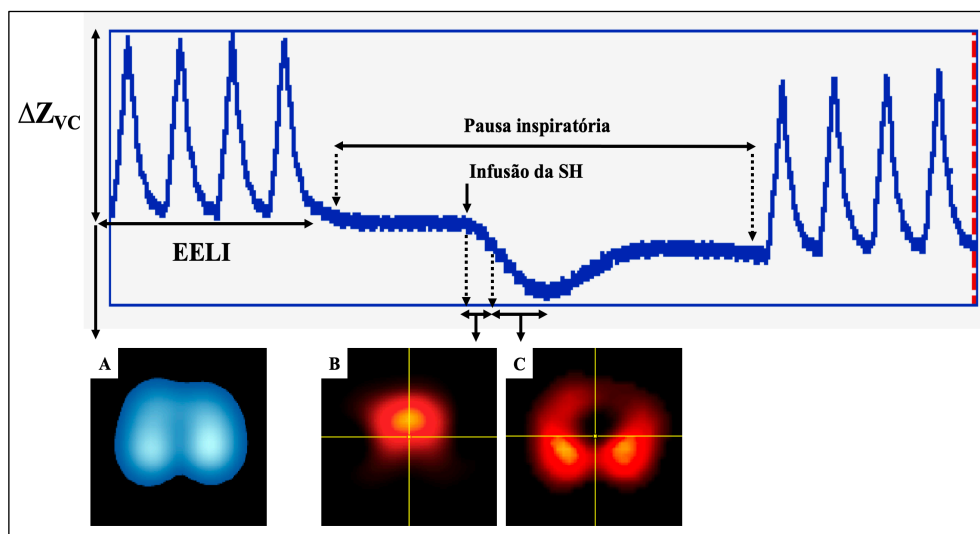 ΔZVC
Pausa inspiratória
Infusão da SH
EELI
A
B
C